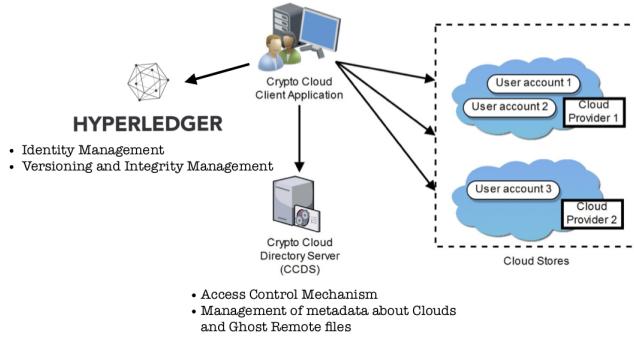 Crypto Cloud
Client Application
HYPERLEDGER
• Identity Management
• Versioning and Integrity Management
Crypto Cloud
Directory Server
(CCDS)
• Access Control Mechanism
• Management of metadata about Clouds
and Ghost Remote files
User account 1
User account 2
Cloud
Provider 1
User account 3
Cloud
Provider 2
Cloud Stores